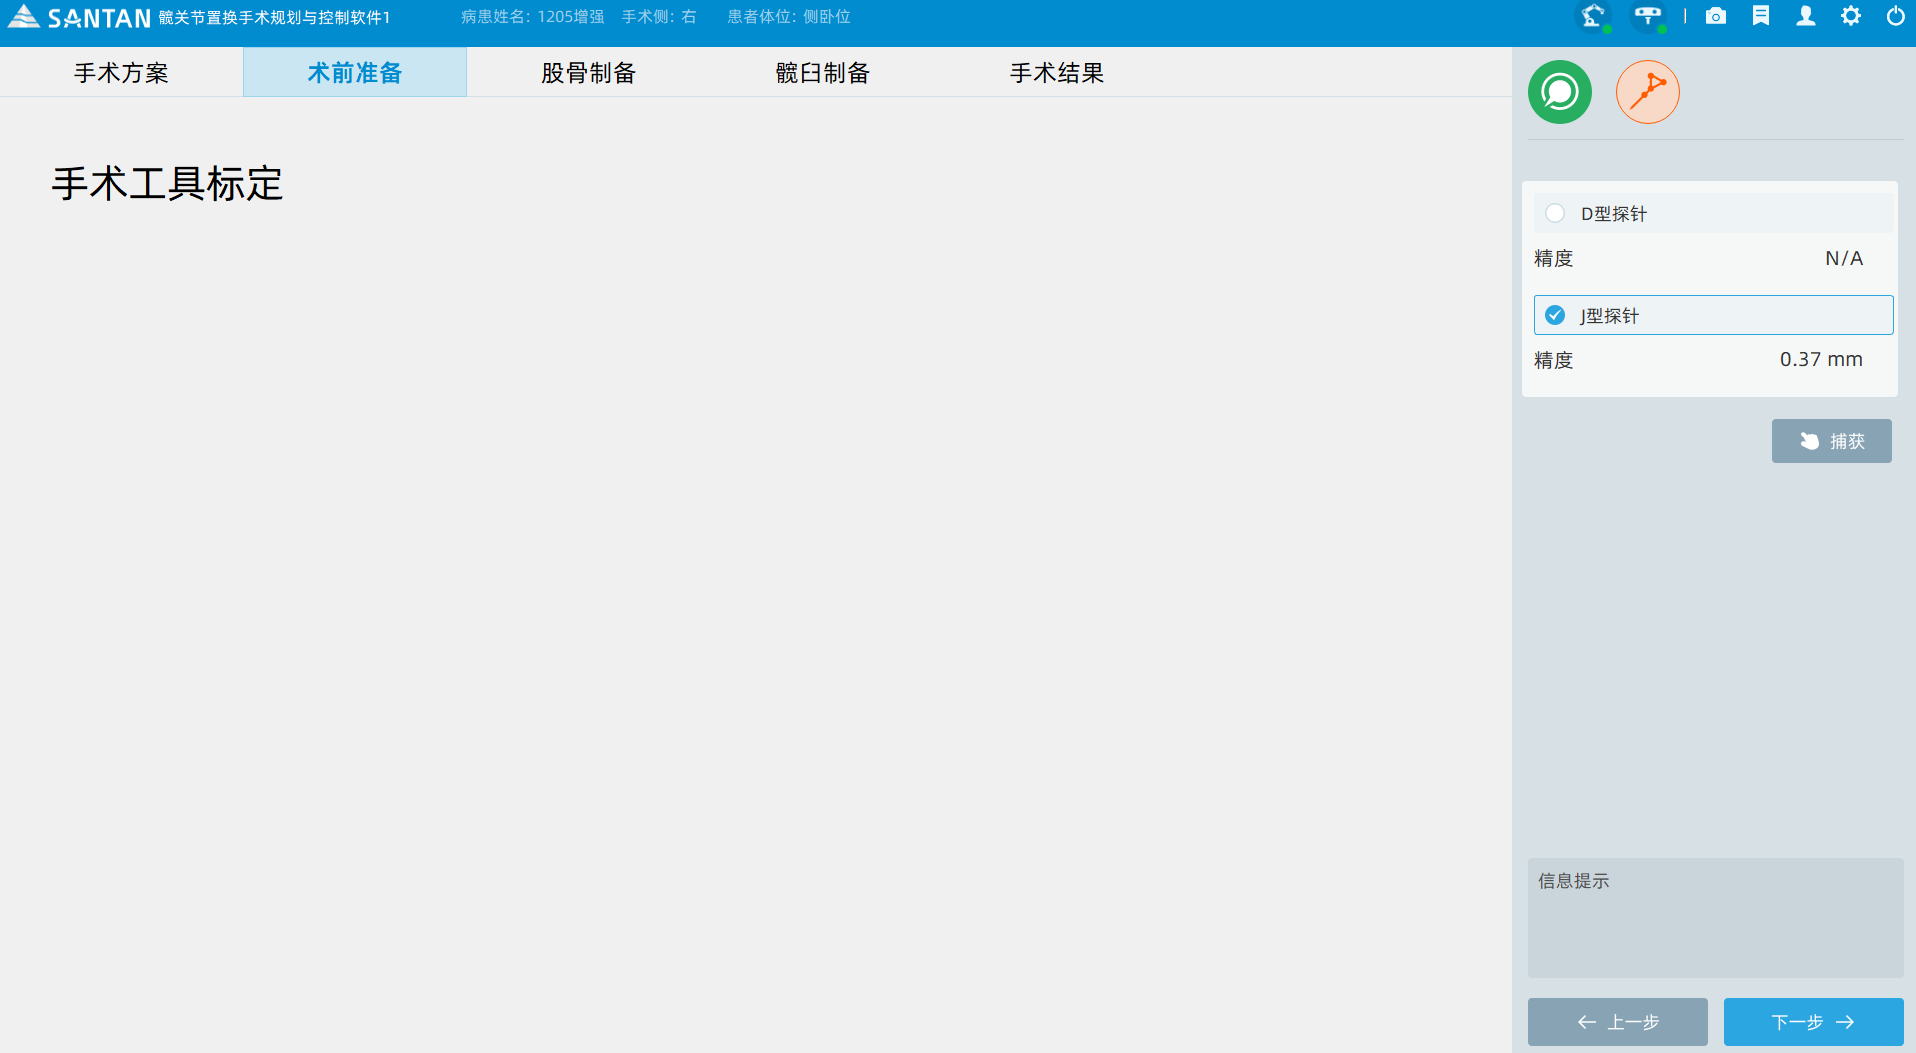 SANTAN 髋关节置换手术规划与控制软件1 病患姓名：1205增强 手术侧：右 患者体位：侧卧位
手术方案 术前准备 股骨制备 髋臼制备 手术结果
手术工具标定
D型探针
精度 N/A
J型探针
精度 0.37 mm
捕获
信息提示
上一步 下一步